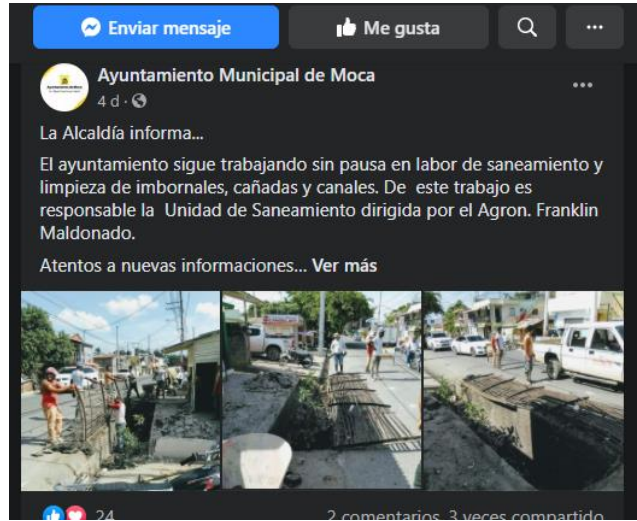 Enviar mensaje
Me gusta
Ayuntamiento Municipal de Moca
4 d
La Alcaldía informa...
El ayuntamiento sigue trabajando sin pausa en labor de saneamiento y
limpieza de imbornales, cañadas y canales. De este trabajo es
responsable la Unidad de Saneamiento dirigida por el Agron. Franklin
Maldonado.
Atentos a nuevas informaciones... Ver más
24
2 comentarios 3 veces compartido